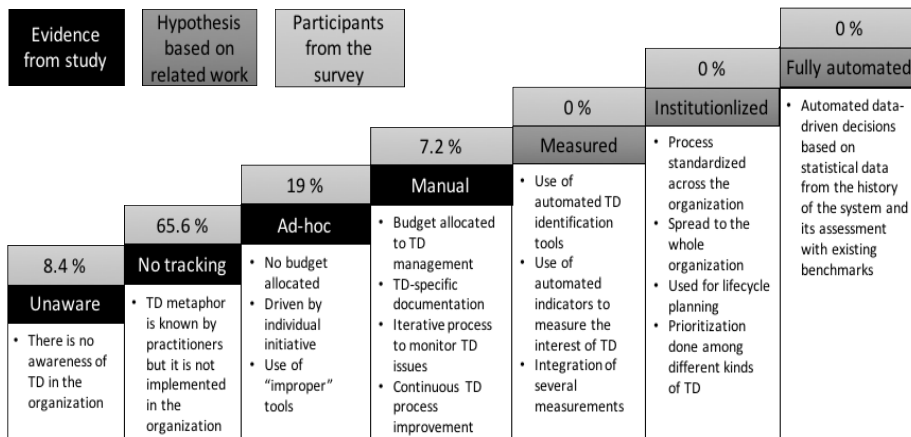 Evidence
from study
Hypothesis
based on
related work
Participants
from the
survey
8.4 %
Unaware
• There is no
awareness of
TD in the
organization
65.6 %
No tracking
• TD metaphor
is known by
practitioners
but it is not
implemented
in the
organization
19 %
Ad-hoc
• No budget
allocated
• Driven by
individual
initiative
• Use of
“improper”
tools
7.2 %
Manual
• Budget allocated
to TD
management
• TD-specific
documentation
• Iterative process
to monitor TD
issues
• Continuous TD
process
improvement
0 %
Measured
• Use of
automated TD
identification
tools
• Use of
automated
indicators to
measure the
interest of TD
• Integration of
several
measurements
0 %
Institutionlized
• Process
standardized
across the
organization
• Spread to the
whole
organization
• Used for lifecycle
planning
• Prioritization
done among
different kinds
of TD
0 %
Fully automated
• Automated data-
driven decisions
based on
statistical data
from the history
of the system and
its assessment
with existing
benchmarks